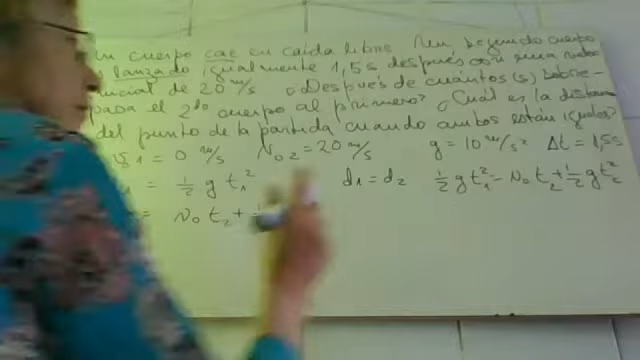 un cuerpo cae en caída libre Un segundo cuerpo
es lanzado igualmente 1,5 s después con una
inicial de 20 m/s ¿Después de cuántos (s) sobre-
pasa el 2do cuerpo al primero? ¿Cuál es la distancia
del punto de la partida cuando ambos están iguales?
v01 = 0 m/s v02 = 20 m/s g = 10 m/s² Δt = 1,5s
1 = 1/2 g t1² d1 = d2 1/2 g t1² = v0 t2 + 1/2 g t2²
= v0 t2 + 1